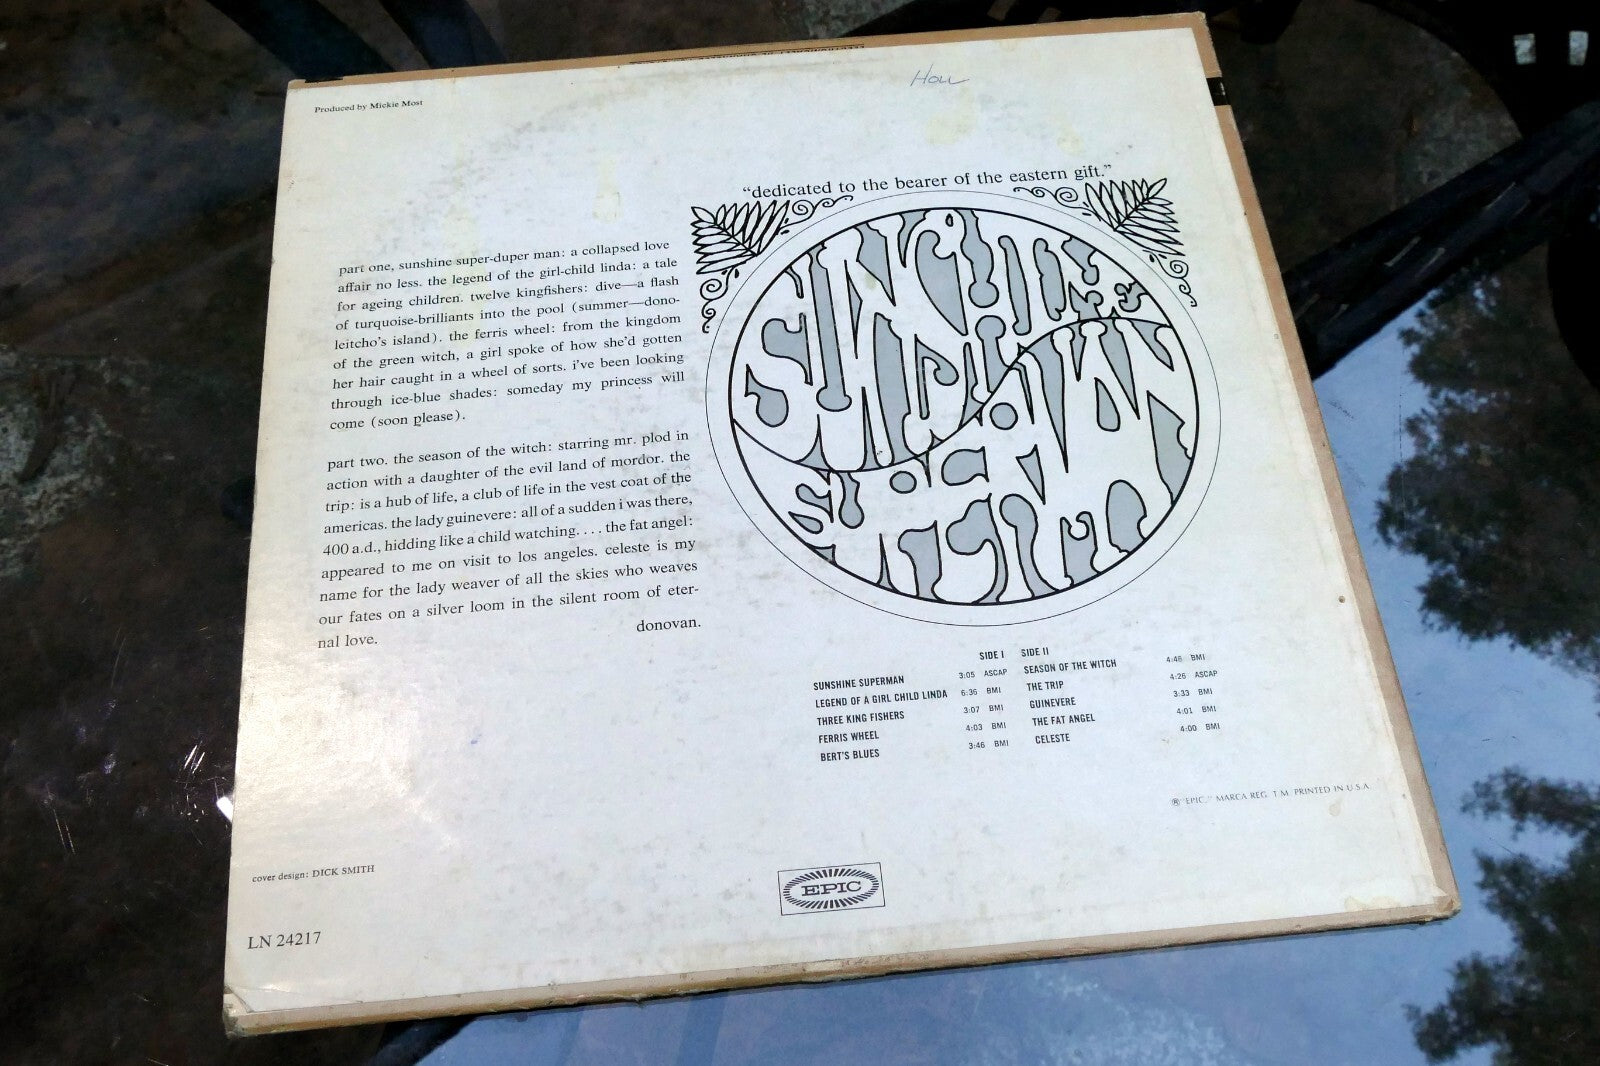 Produced by Mickie Most
How
"dedicated to the bearer of the eastern gift."
part one, sunshine super-duper man: a collapsed love
affair no less. the legend of the girl-child linda: a tale
for ageing children. twelve kingfishers: dive—a flash
of turquoise-brilliants into the pool (summer—dono-
leitcho's island). the ferris wheel: from the kingdom
of the green witch, a girl spoke of how she'd gotten
her hair caught in a wheel of sorts. i've been looking
through ice-blue shades: someday my princess will
come (soon please).
part two. the season of the witch: starring mr. plod in
action with a daughter of the evil land of mordor. the
trip: is a hub of life, a club of life in the vest coat of the
americas. the lady guinevere: all of a sudden i was there,
400 a.d., hidding like a child watching. . . . the fat angel:
appeared to me on visit to los angeles. celeste is my
name for the lady weaver of all the skies who weaves
our fates on a silver loom in the silent room of eter-
nal love.
donovan.
SIDE I
SUNSHINE SUPERMAN 3:05 ASCAP
LEGEND OF A GIRL CHILD LINDA 6:36 BMI
THREE KING FISHERS 3:07 BMI
FERRIS WHEEL 4:03 BMI
BERT'S BLUES 3:46 BMI
SIDE II
SEASON OF THE WITCH 4:48 BMI
THE TRIP 4:26 ASCAP
GUINEVERE 3:33 BMI
THE FAT ANGEL 4:01 BMI
CELESTE 4:00 BMI
® "EPIC," MARCA REG. T.M. PRINTED IN U.S.A.
cover design: DICK SMITH
EPIC
LN 24217